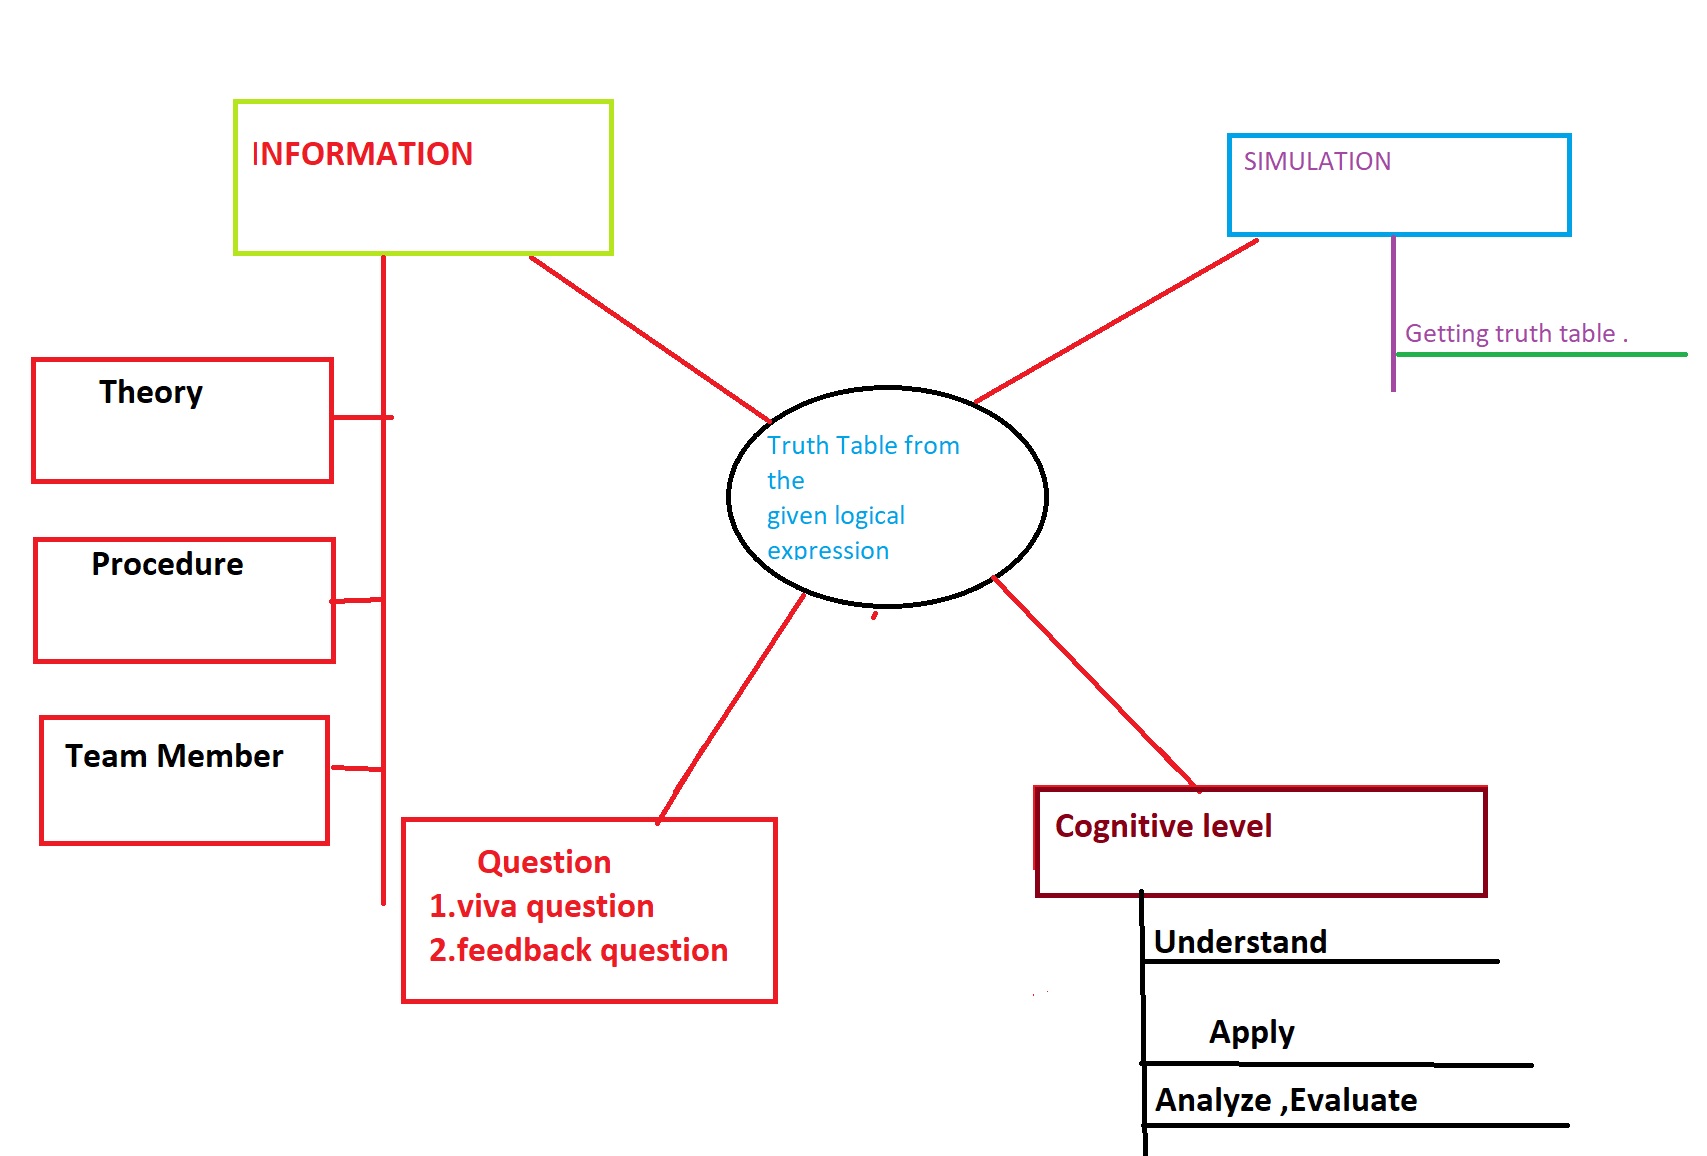 INFORMATION
SIMULATION
Getting truth table .
Theory
Procedure
Team Member
Truth Table from
the
given logical
expression
Question
1.viva question
2.feedback question
Cognitive level
Understand
Apply
Analyze ,Evaluate